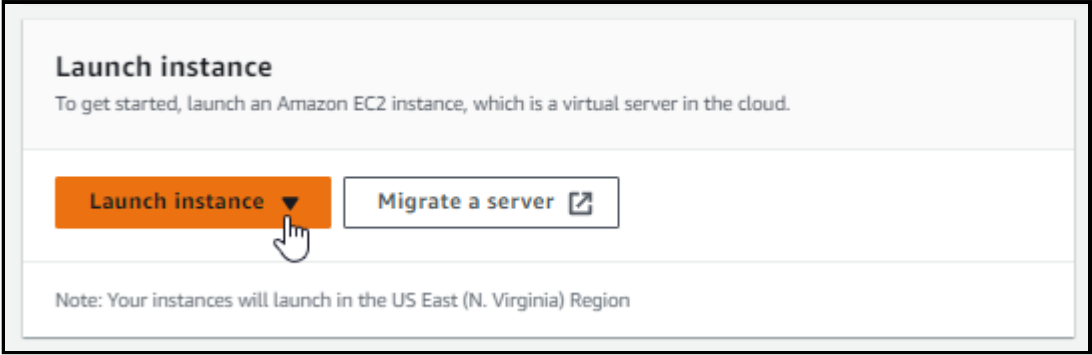 Launch instance
To get started, launch an Amazon EC2 instance, which is a virtual server in the cloud.
Launch instance
Migrate a server
Note: Your instances will launch in the US East (N. Virginia) Region